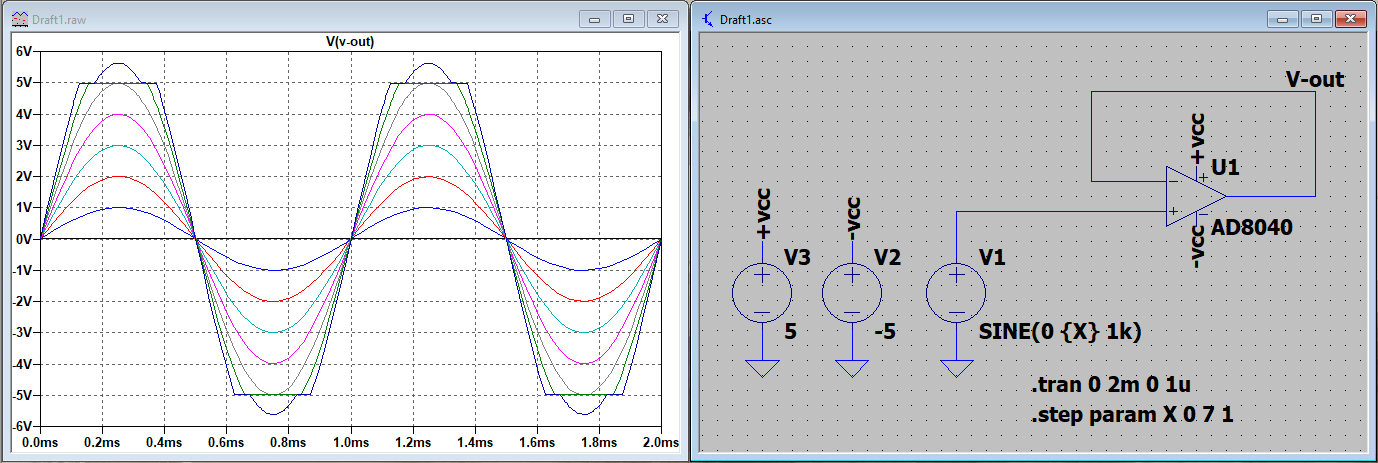 Draft1.raw
V(v-out)
6V
5V
4V
3V
2V
1V
0V
-1V
-2V
-3V
-4V
-5V
-6V
0.0ms 0.2ms 0.4ms 0.6ms 0.8ms 1.0ms 1.2ms 1.4ms 1.6ms 1.8ms 2.0ms
Draft1.asc
V-out
+vcc
U1
AD8040
-vcc
+vcc
V3
5
-vcc
V2
-5
V1
SINE(0 {X} 1k)
.tran 0 2m 0 1u
.step param X 0 7 1